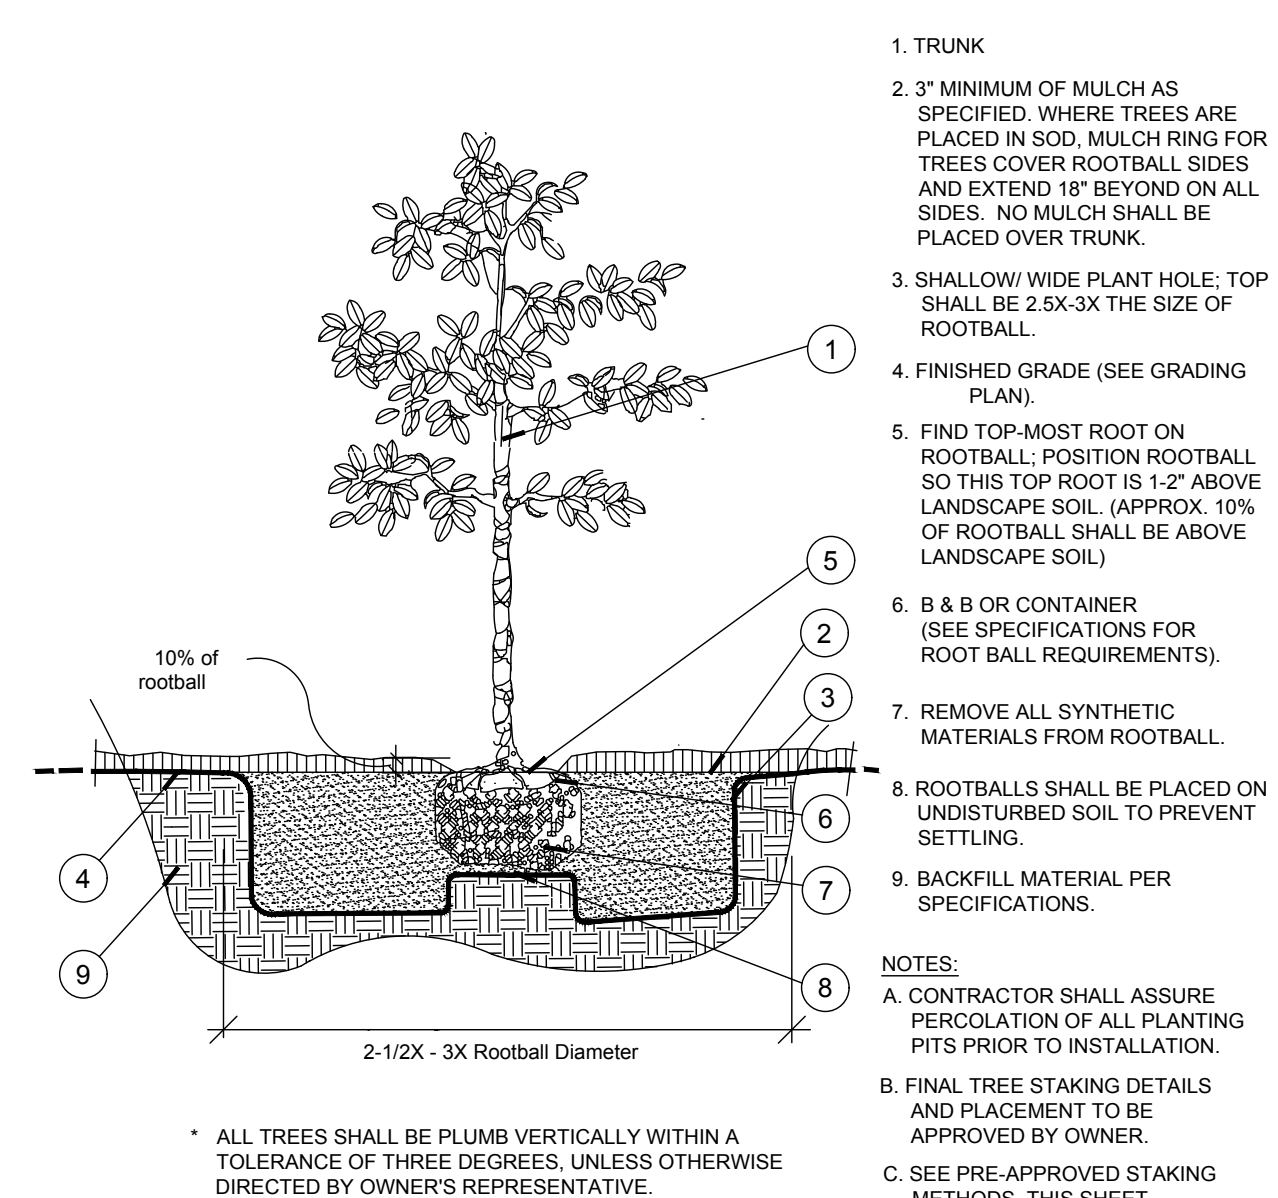 1. TRUNK
2. 3" MINIMUM OF MULCH AS
SPECIFIED. WHERE TREES ARE
PLACED IN SOD, MULCH RING FOR
TREES COVER ROOTBALL SIDES
AND EXTEND 18" BEYOND ON ALL
SIDES. NO MULCH SHALL BE
PLACED OVER TRUNK.
3. SHALLOW/ WIDE PLANT HOLE; TOP
SHALL BE 2.5X-3X THE SIZE OF
ROOTBALL.
4. FINISHED GRADE (SEE GRADING
PLAN).
5. FIND TOP-MOST ROOT ON
ROOTBALL; POSITION ROOTBALL
SO THIS TOP ROOT IS 1-2" ABOVE
LANDSCAPE SOIL. (APPROX. 10%
OF ROOTBALL SHALL BE ABOVE
LANDSCAPE SOIL)
6. B & B OR CONTAINER
(SEE SPECIFICATIONS FOR
ROOT BALL REQUIREMENTS).
7. REMOVE ALL SYNTHETIC
MATERIALS FROM ROOTBALL.
8. ROOTBALLS SHALL BE PLACED ON
UNDISTURBED SOIL TO PREVENT
SETTLING.
9. BACKFILL MATERIAL PER
SPECIFICATIONS.
NOTES:
A. CONTRACTOR SHALL ASSURE
PERCOLATION OF ALL PLANTING
PITS PRIOR TO INSTALLATION.
B. FINAL TREE STAKING DETAILS
AND PLACEMENT TO BE
APPROVED BY OWNER.
C. SEE PRE-APPROVED STAKING
METHODS, THIS SHEET
1
5
2
3
6
7
8
4
9
10% of
rootball
2-1/2X - 3X Rootball Diameter
* ALL TREES SHALL BE PLUMB VERTICALLY WITHIN A
TOLERANCE OF THREE DEGREES, UNLESS OTHERWISE
DIRECTED BY OWNER'S REPRESENTATIVE.